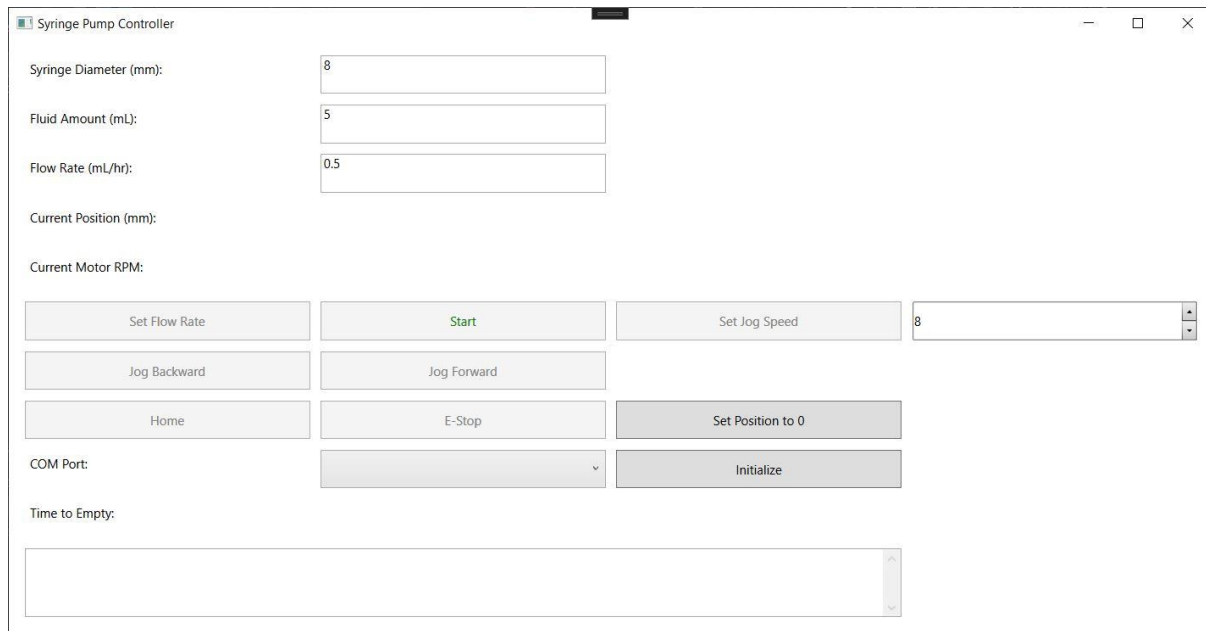 Syringe Pump Controller
Syringe Diameter (mm): 8
Fluid Amount (mL): 5
Flow Rate (mL/hr): 0.5
Current Position (mm):
Current Motor RPM:
Set Flow Rate Start Set Jog Speed 8
Jog Backward Jog Forward
Home E-Stop Set Position to 0
COM Port: Initialize
Time to Empty: